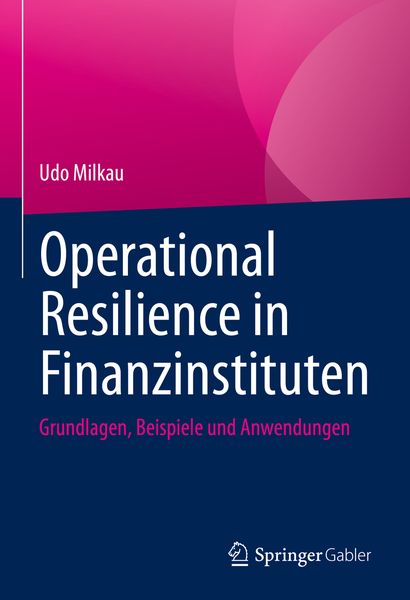 Udo Milkau
Operational
Resilience in
Finanzinstituten
Grundlagen, Beispiele und Anwendungen
Springer Gabler